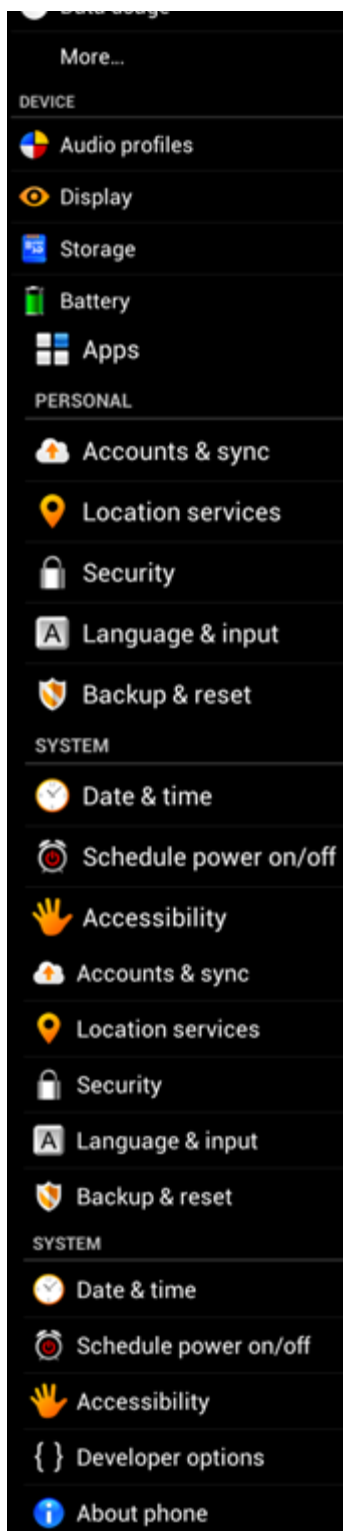 Data usage
More...
DEVICE
Audio profiles
Display
Storage
Battery
Apps
PERSONAL
Accounts & sync
Location services
Security
A Language & input
Backup & reset
SYSTEM
Date & time
Schedule power on/off
Accessibility
Accounts & sync
Location services
Security
A Language & input
Backup & reset
SYSTEM
Date & time
Schedule power on/off
Accessibility
{ } Developer options
i About phone